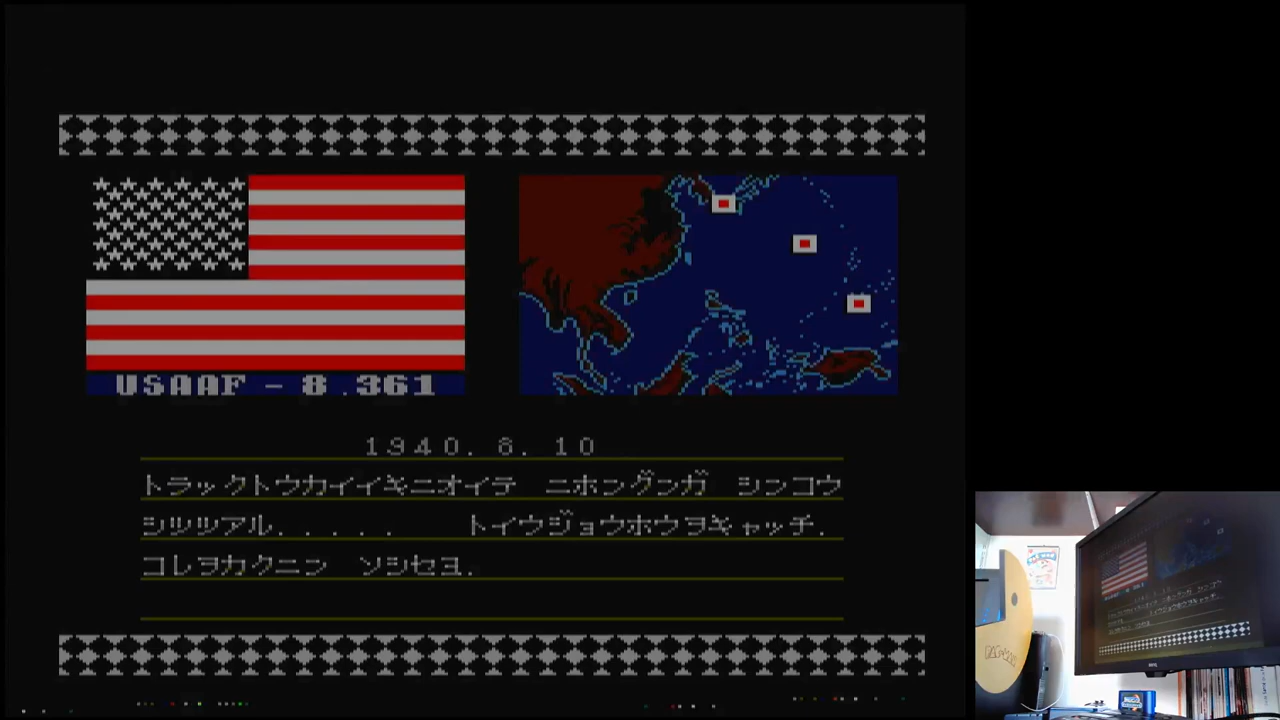 USAAF - 8.361
1940. 8. 10
トラックトウカイイキニオイテ ニホングンガ シンコウ
シツツアル. . . . . トイウジョウホウヲキャッチ.
コレヲカクニン ソシセヨ.